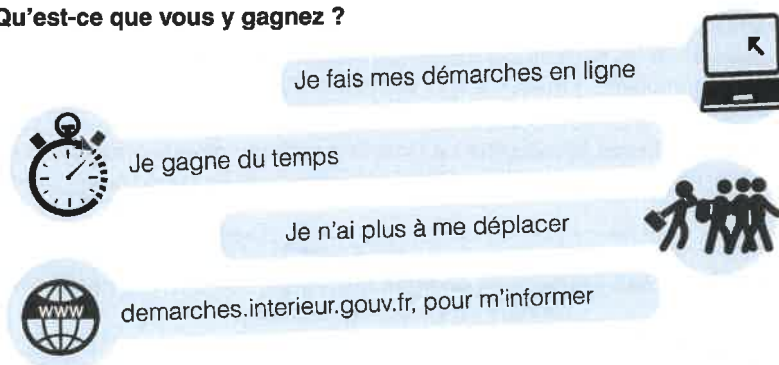 Qu'est-ce que vous y gagnez ?
Je fais mes démarches en ligne
Je gagne du temps
Je n'ai plus à me déplacer
www
demarches.interieur.gouv.fr, pour m'informer